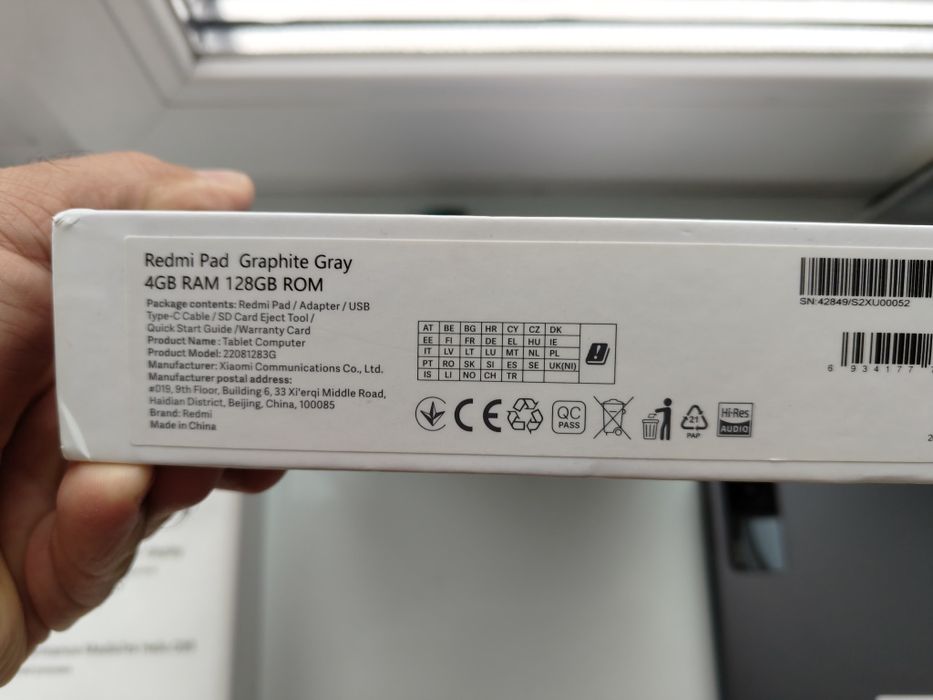 Redmi Pad Graphite Gray
4GB RAM 128GB ROM
Package contents: Redmi Pad / Adapter / USB
Type-C Cable / SD Card Eject Tool /
Quick Start Guide /Warranty Card
Product Name : Tablet Computer
Product Model: 22081283G
Manufacturer: Xiaomi Communications Co., Ltd.
Manufacturer postal address:
#019, 9th Floor, Building 6, 33 Xi'erqi Middle Road,
Haidian District, Beijing, China, 100085
Brand: Redmi
Made in China
AT BE BG HR CY CZ DK
EE FI FR DE EL HU IE
IT LV LT LU MT NL PL
PT RO SK SI ES SE UK(NI)
IS LI NO CH TR
CE
QC
PASS
21
PAP
Hi-Res
AUDIO
SN:42849/S2XU00052
6 934177